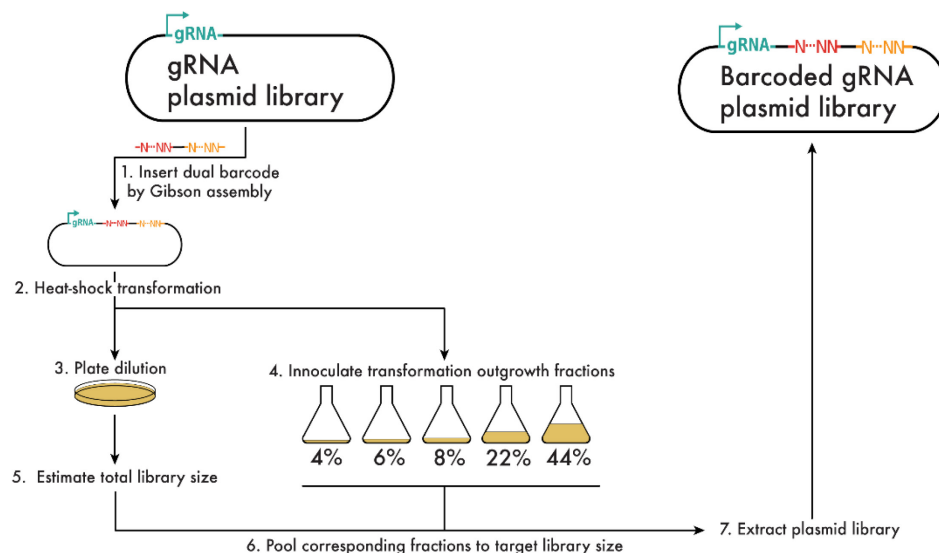 gRNA
gRNA
plasmid library
N···NN N···NN
1. Insert dual barcode
by Gibson assembly
gRNA N··NN N··NN
2. Heat-shock transformation
3. Plate dilution
4. Innoculate transformation outgrowth fractions
4% 6% 8% 22% 44%
5. Estimate total library size
6. Pool corresponding fractions to target library size
7. Extract plasmid library
gRNA N···NN N···NN
Barcoded gRNA
plasmid library